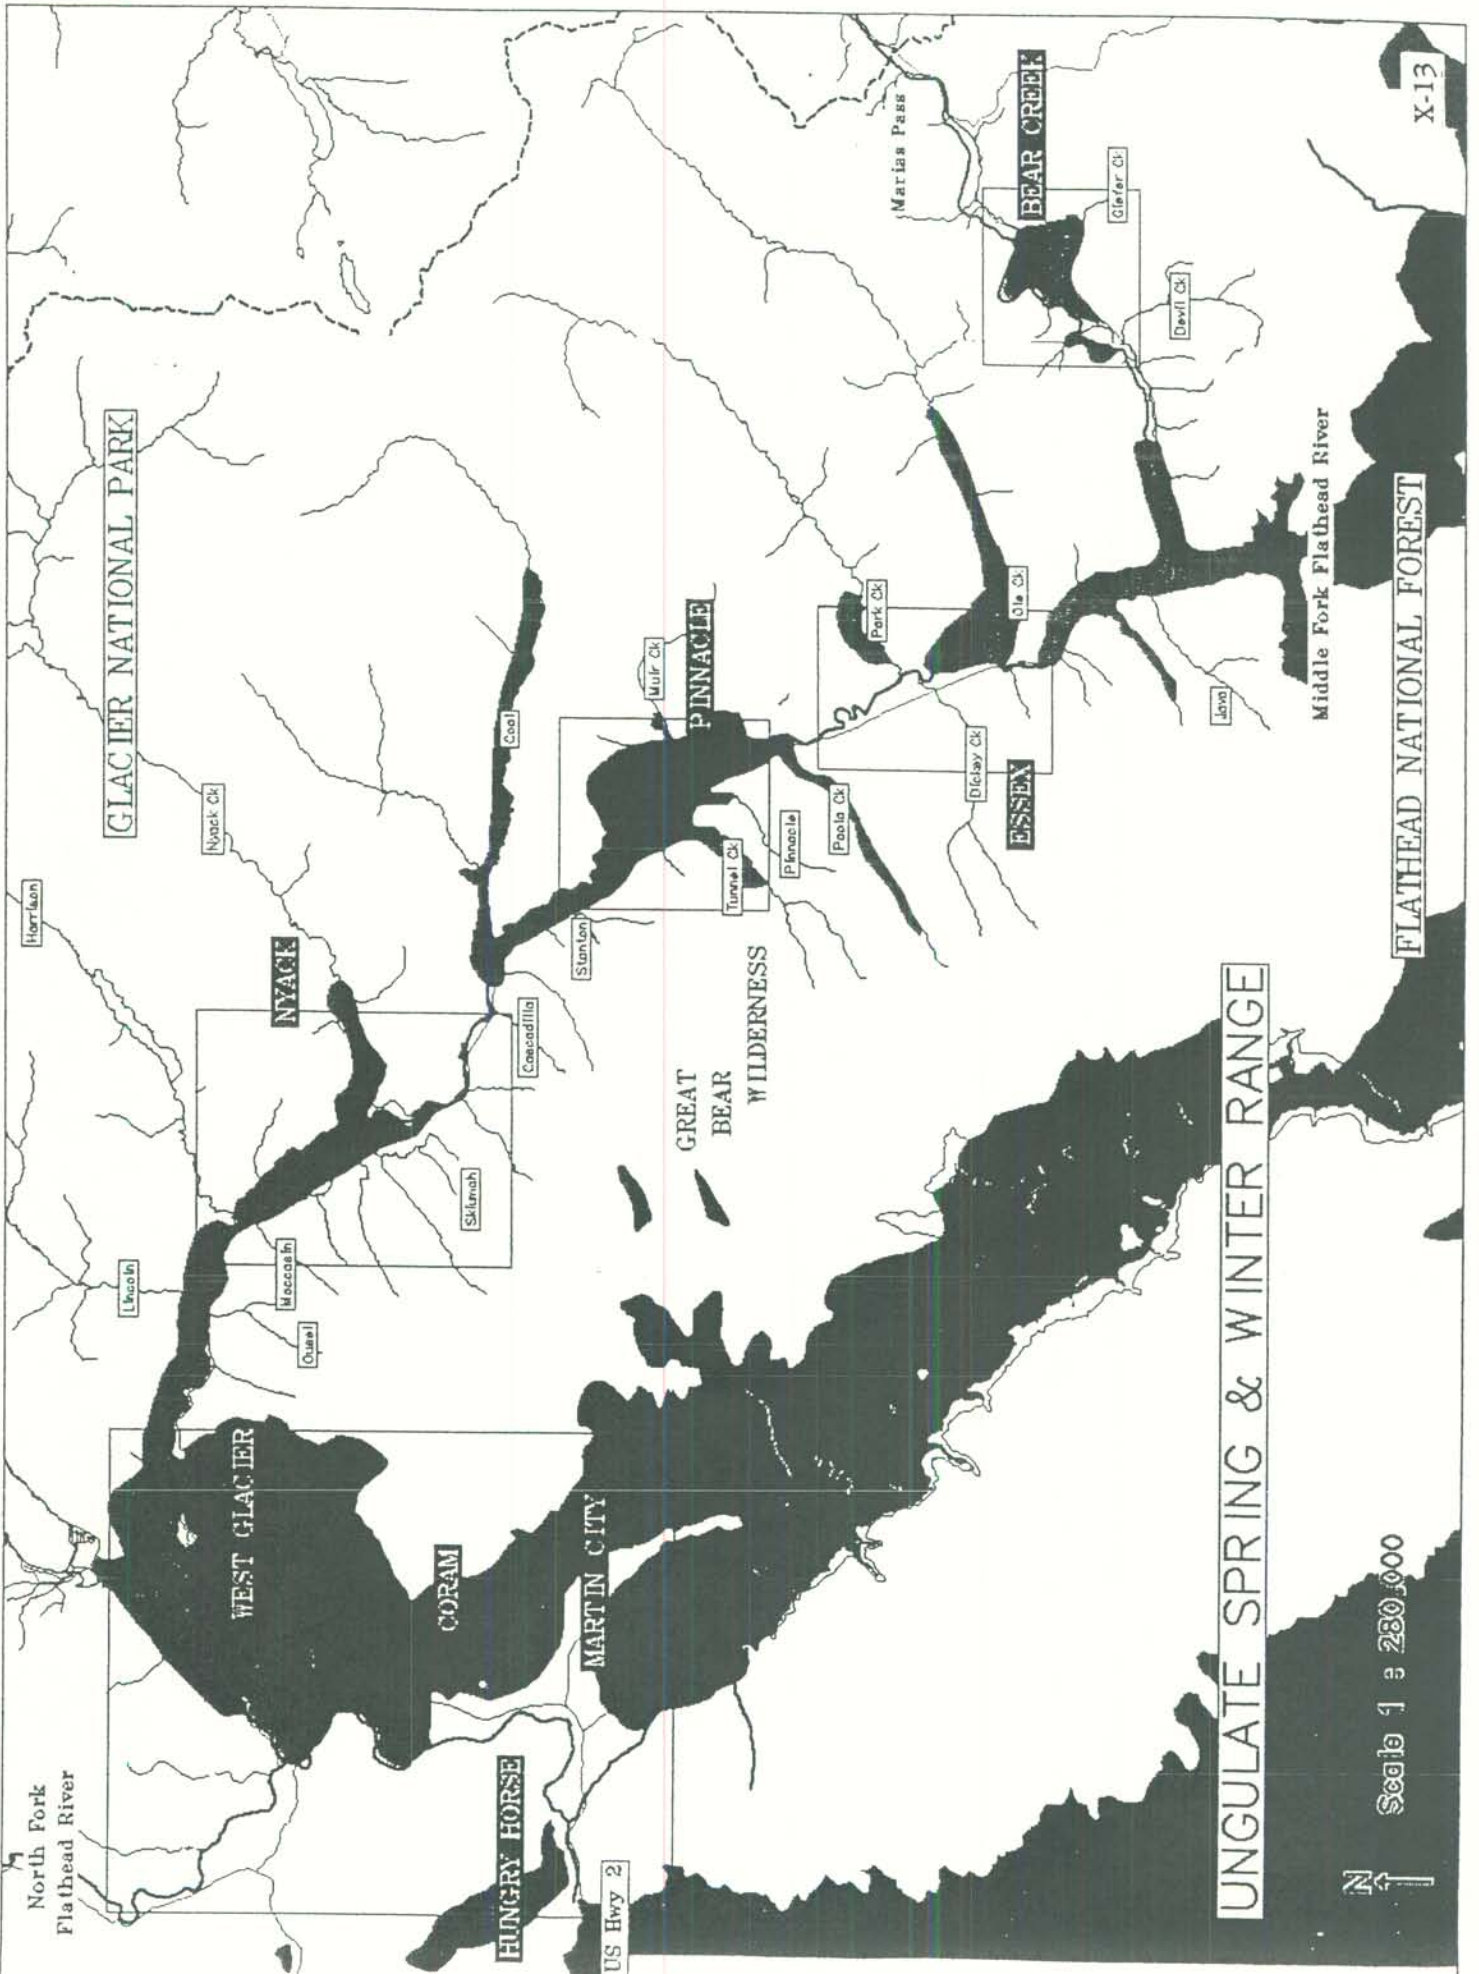 North Fork
Flathead River
Harrison
Lincoln
GLACIER NATIONAL PARK
Nyack Ck
NYACK
Moccasin
Ousel
WEST GLACIER
CORAM
Skiumah
Coal
Cascadilla
Stanton
HUNGRY HORSE
MARTIN CITY
US Hwy 2
GREAT
BEAR
WILDERNESS
Muir Ck
PINNACLE
Tunnel Ck
Pinnacle
Paola Ck
Park Ck
Marias Pass
Dickey Ck
ESSEX
Ole Ck
BEAR CREEK
Giefer Ck
Devil Ck
Java
Middle Fork Flathead River
FLATHEAD NATIONAL FOREST
UNGULATE SPRING & WINTER RANGE
N
Scale 1 : 280,000
X-13